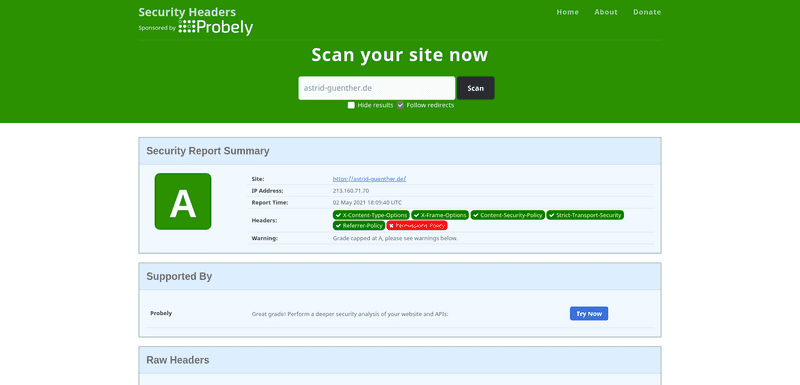 Security Headers
Home About Donate
Sponsored by Probely
Scan your site now
astrid-guenther.de
Scan
Hide results Follow redirects
Security Report Summary
A
Site: https://astrid-guenther.de/
IP Address: 213.160.71.70
Report Time: 02 May 2021 18:09:40 UTC
Headers: X-Content-Type-Options X-Frame-Options Content-Security-Policy Strict-Transport-Security
Referrer-Policy Permissions-Policy
Warning: Grade capped at A, please see warnings below.
Supported By
Probely Great grade! Perform a deeper security analysis of your website and APIs: Try Now
Raw Headers